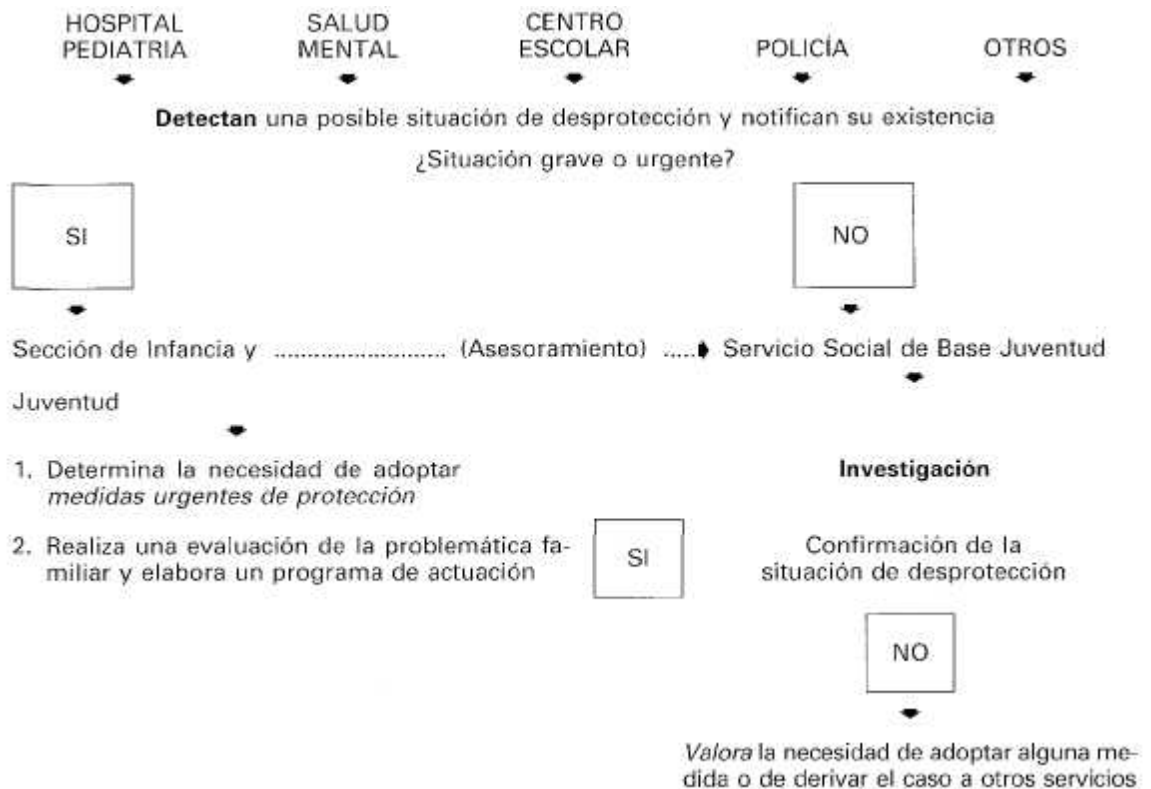 HOSPITAL PEDIATRIA
SALUD MENTAL
CENTRO ESCOLAR
POLICÍA
OTROS
Detectan una posible situación de desprotección y notifican su existencia
¿Situación grave o urgente?
SI
NO
Sección de Infancia y ......................... (Asesoramiento) ..... Servicio Social de Base Juventud
Juventud
1. Determina la necesidad de adoptar
medidas urgentes de protección
Investigación
2. Realiza una evaluación de la problemática fa-
miliar y elabora un programa de actuación
SI
Confirmación de la
situación de desprotección
NO
Valora la necesidad de adoptar alguna me-
dida o de derivar el caso a otros servicios